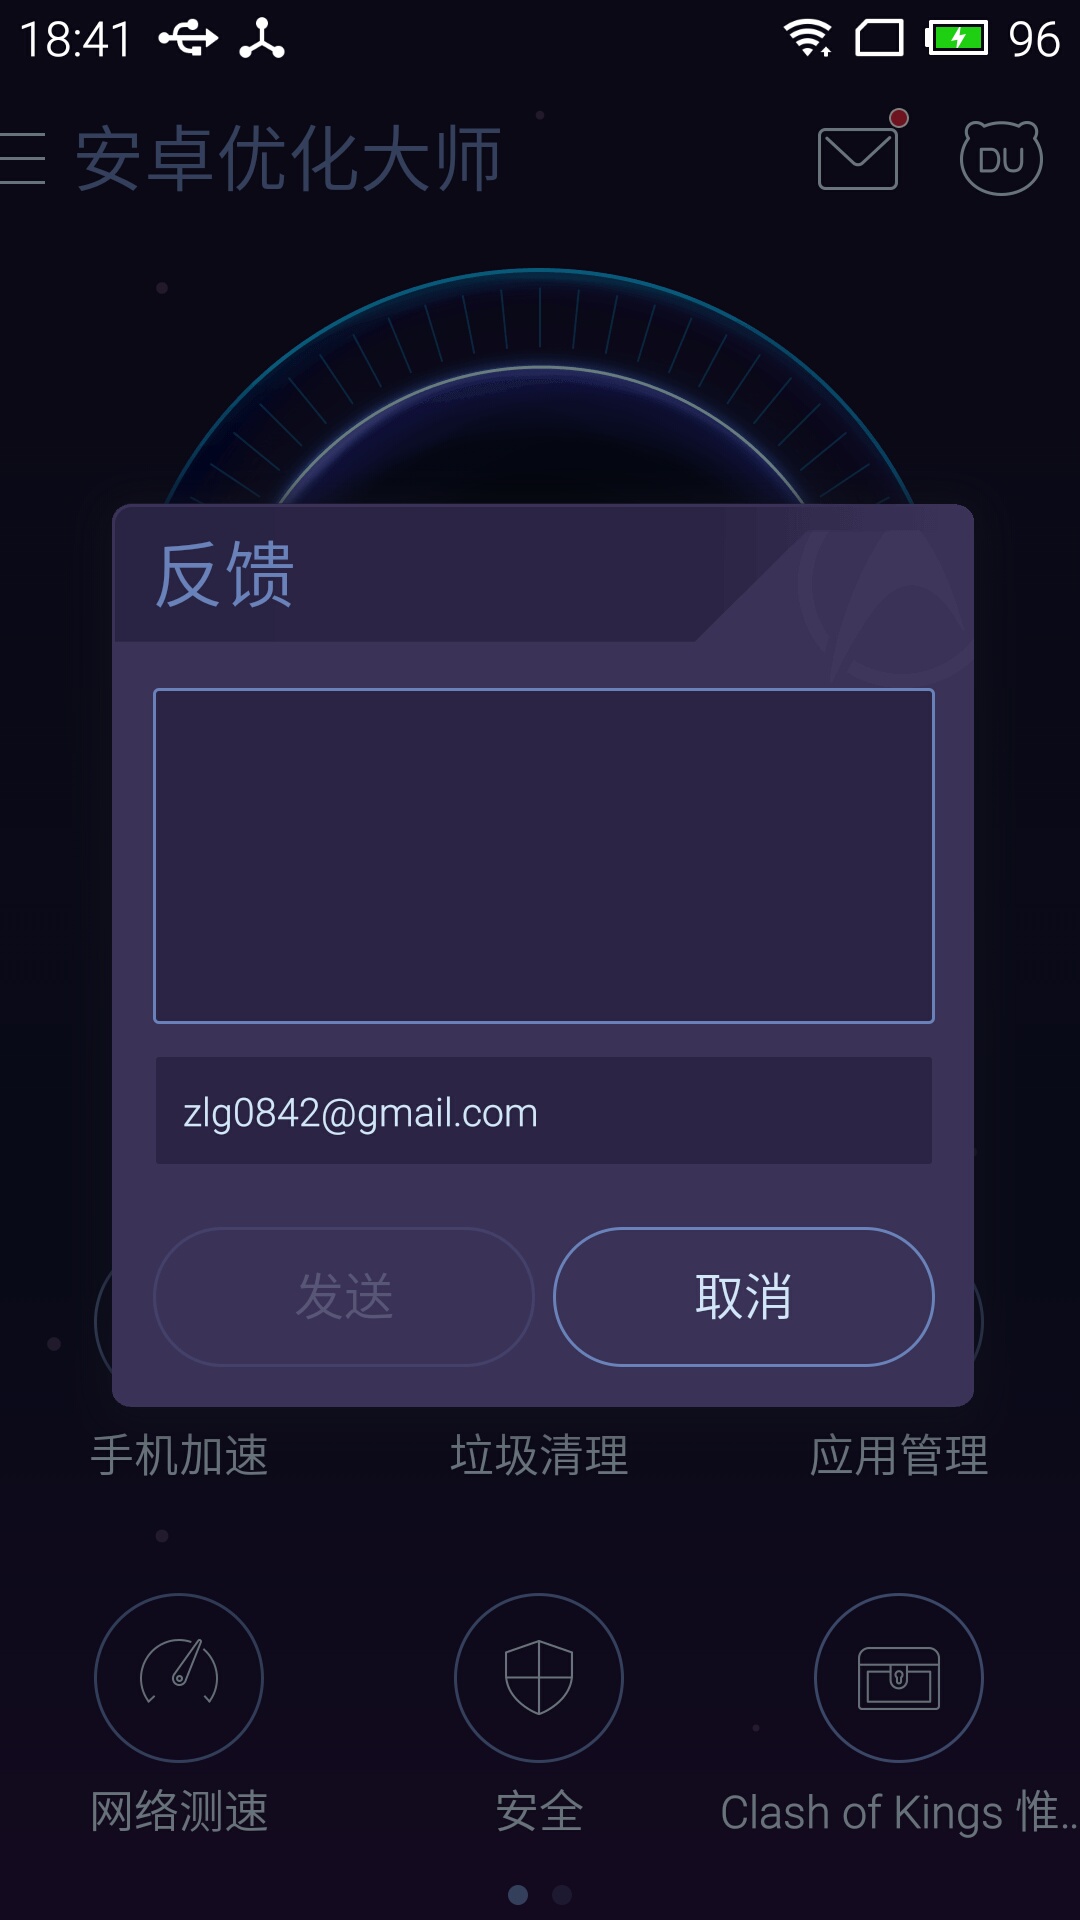 18:41
96
安卓优化大师
DU
反馈
zlg0842@gmail.com
发送
取消
手机加速
垃圾清理
应用管理
网络测速
安全
Clash of Kings 惟...